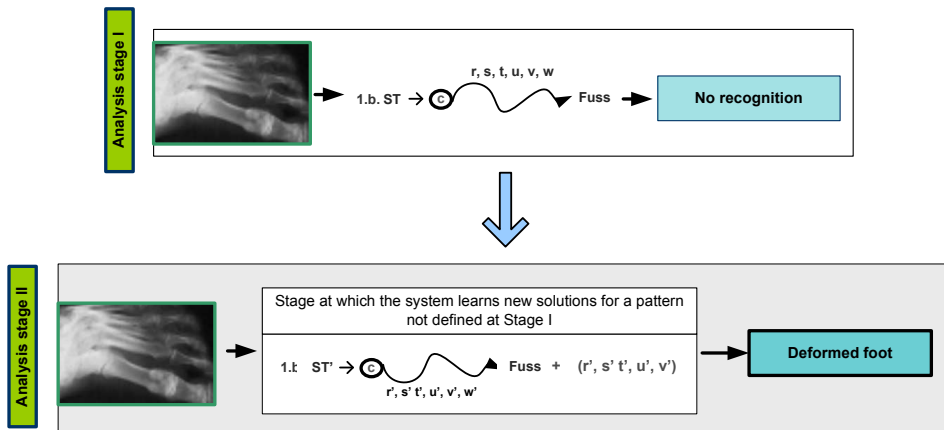 Analysis stage I
r, s, t, u, v, w
1.b. ST → c Fuss
No recognition
Analysis stage II
Stage at which the system learns new solutions for a pattern
not defined at Stage I
1.b ST’ → c Fuss + (r’, s’ t’, u’, v’)
r’, s’ t’, u’, v’, w’
Deformed foot